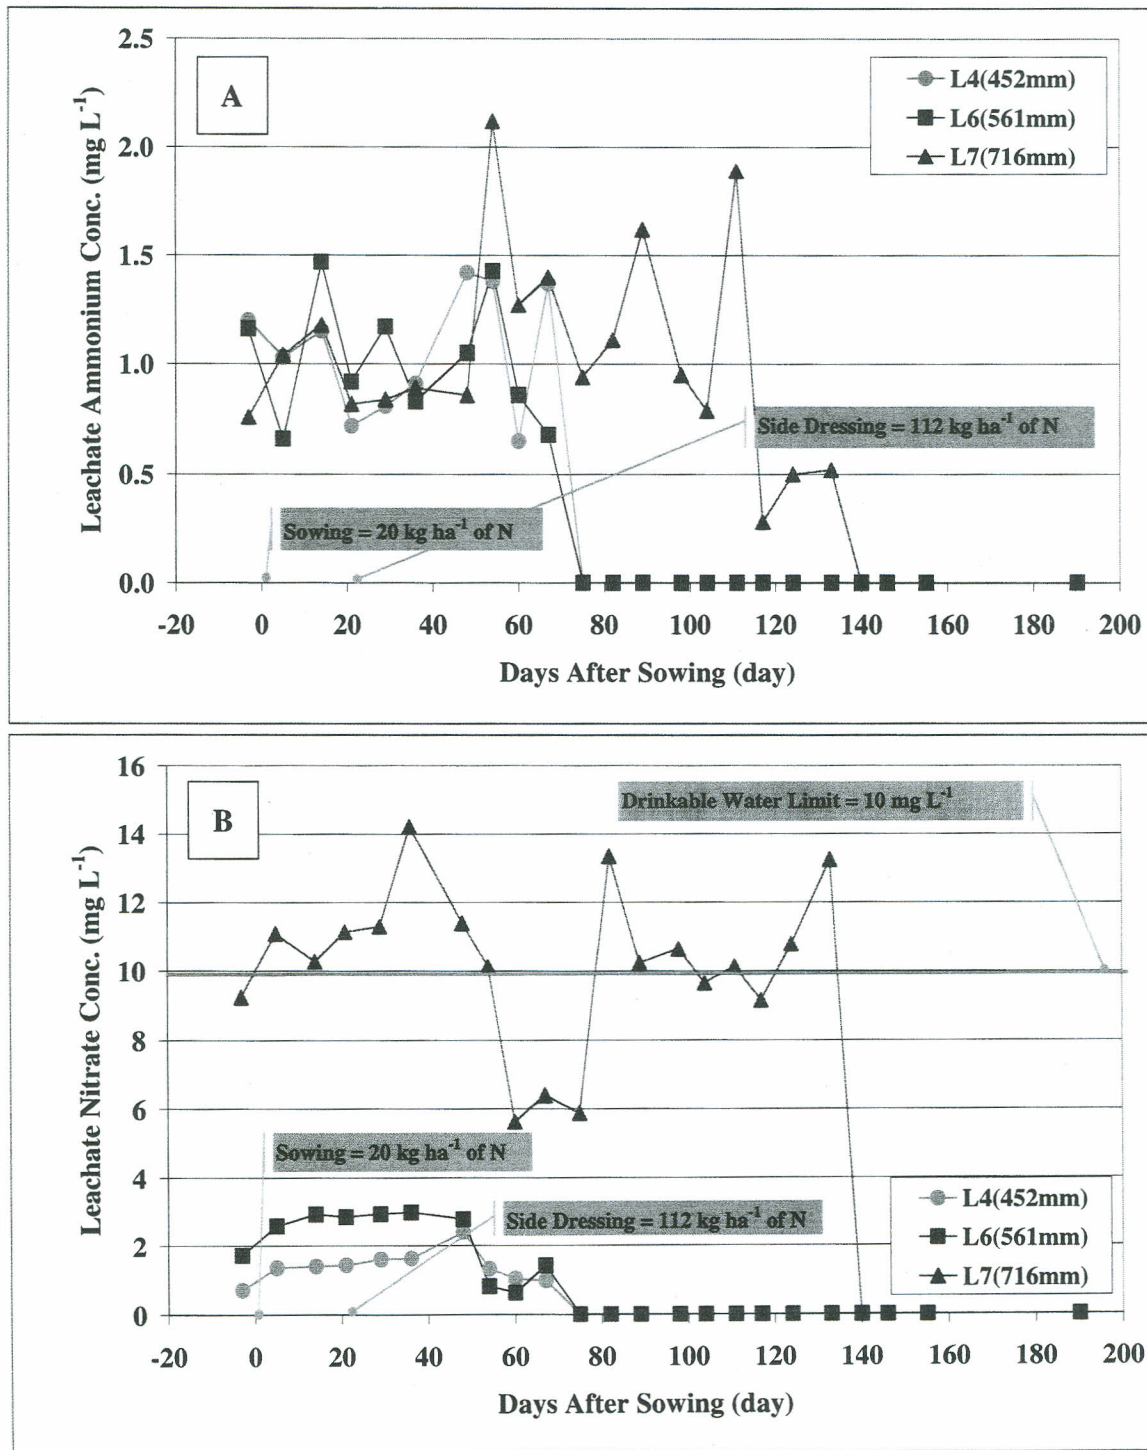 2.5
A
L4(452mm)
L6(561mm)
L7(716mm)
2.0
1.5
1.0
0.5
0.0
Leachate Ammonium Conc. (mg L⁻¹)
Side Dressing = 112 kg ha⁻¹ of N
Sowing = 20 kg ha⁻¹ of N
-20 0 20 40 60 80 100 120 140 160 180 200
Days After Sowing (day)
16
B
Drinkable Water Limit = 10 mg L⁻¹
14
12
10
8
6
4
2
0
Leachate Nitrate Conc. (mg L⁻¹)
Sowing = 20 kg ha⁻¹ of N
Side Dressing = 112 kg ha⁻¹ of N
L4(452mm)
L6(561mm)
L7(716mm)
-20 0 20 40 60 80 100 120 140 160 180 200
Days After Sowing (day)